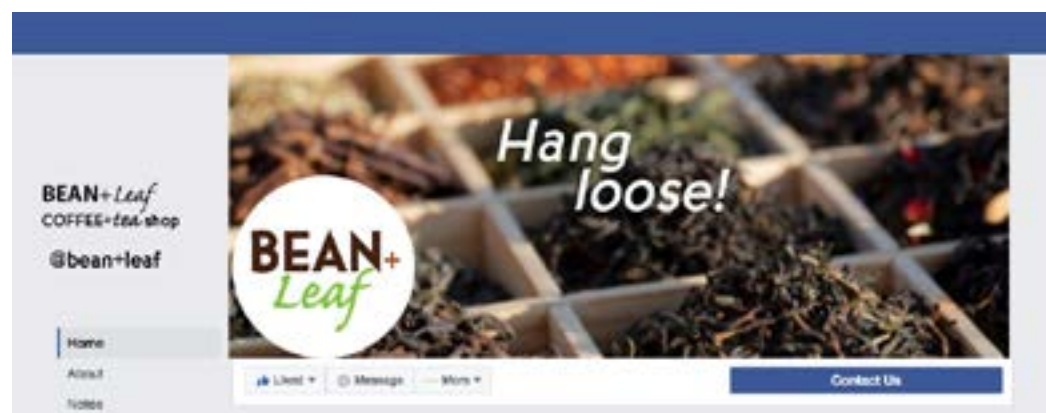 BEAN+Leaf
COFFEE+tea shop
@bean+leaf
Home
About
Notes
Hang
loose!
BEAN+
Leaf
Liked
Message
More
Contact Us